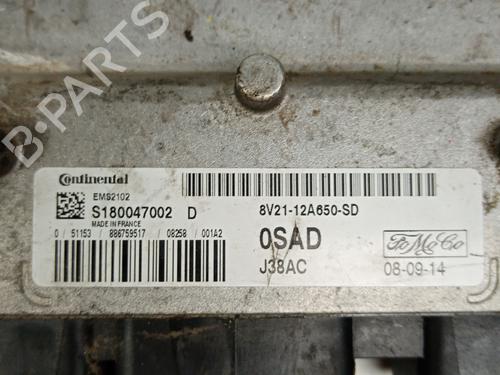 B-PARTS
Continental
EMS2102
S180047002 D
MADE IN FRANCE
0 / 51153 / 886759517 / 08258 / 001A2
8V21-12A650-SD
0SAD
J38AC
FoMoCo
08-09-14